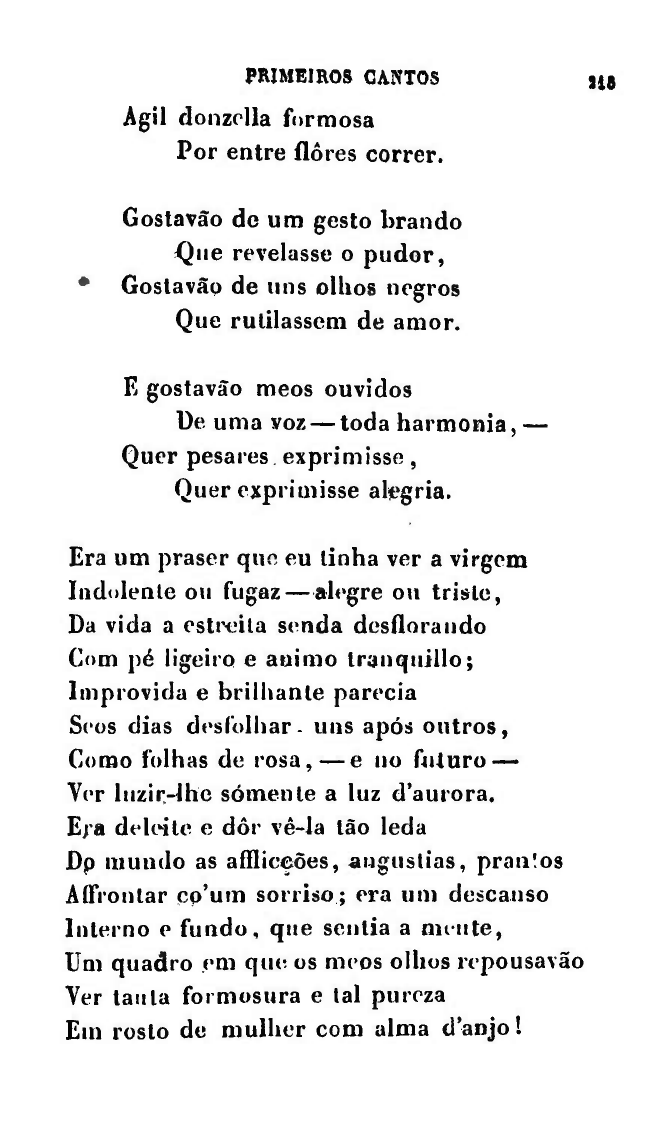 PRIMEIROS CANTOS 215
Agil donzella formosa
Por entre flôres correr.
Gostavão de um gesto brando
Que revelasse o pudor,
Gostavão de uns olhos negros
Que rutilassem de amor.
E gostavão meos ouvidos
De uma voz — toda harmonia, —
Quer pesares exprimisse,
Quer exprimisse alegria.
Era um praser que eu tinha ver a virgem
Indolente ou fugaz — alegre ou triste,
Da vida a estreita senda desflorando
Com pé ligeiro e animo tranquillo;
Improvida e brilhante parecia
Seos dias desfolhar uns após outros,
Como folhas de rosa, — e no futuro —
Ver luzir-lhe sómente a luz d'aurora.
Era deleite e dôr vê-la tão leda
Do mundo as afflicções, angustias, prantos
Affrontar co'um sorriso; era um descanso
Interno e fundo, que sentia a mente,
Um quadro em que os meos olhos repousavão
Ver tanta formosura e tal pureza
Em rosto de mulher com alma d'anjo!